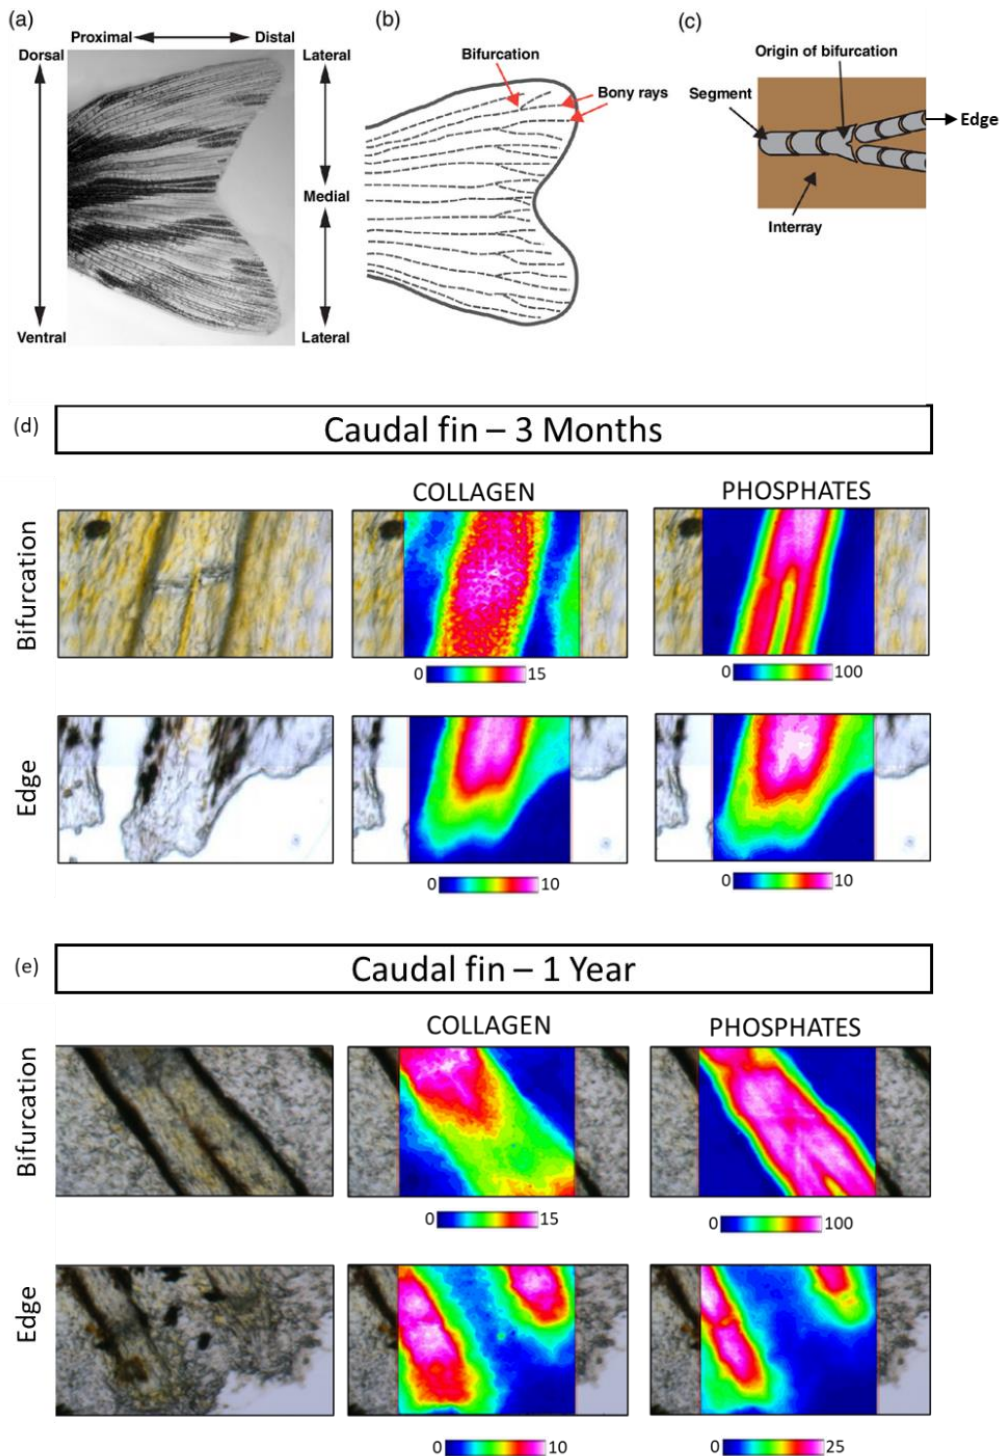 (a)
Proximal Distal
Dorsal
Lateral
Medial
Ventral
Lateral
(b)
Bifurcation
Bony rays
(c)
Origin of bifurcation
Segment
Edge
Interray
(d)
Caudal fin – 3 Months
COLLAGEN PHOSPHATES
Bifurcation
0 15 0 100
Edge
0 10 0 10
(e)
Caudal fin – 1 Year
COLLAGEN PHOSPHATES
Bifurcation
0 15 0 100
Edge
0 10 0 25